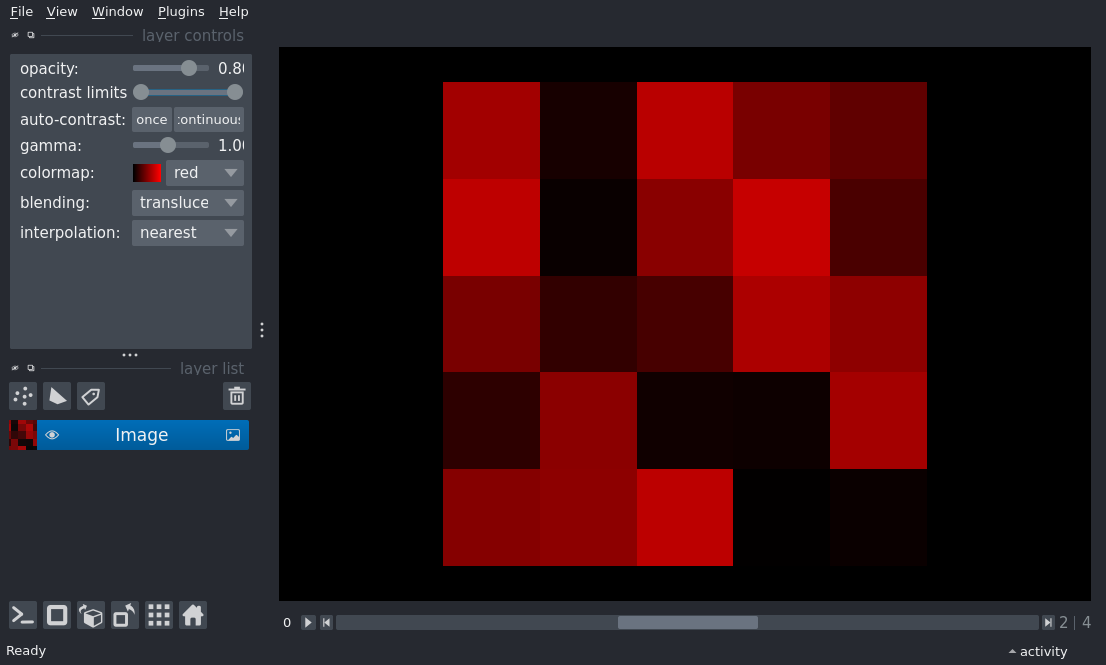 File View Window Plugins Help
layer controls
opacity: 0.80
contrast limits
auto-contrast: once continuous
gamma: 1.00
colormap: red
blending: transluce
interpolation: nearest
layer list
Image
0 2 | 4
Ready activity